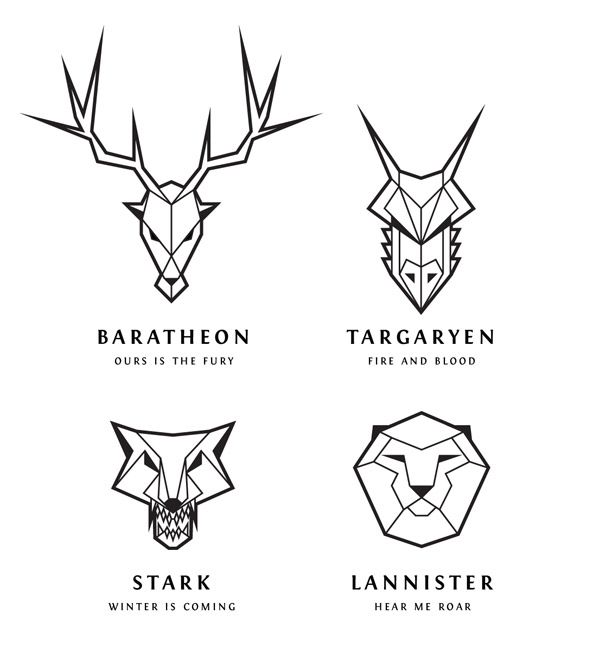 BARATHEON
OURS IS THE FURY
TARGARYEN
FIRE AND BLOOD
STARK
WINTER IS COMING
LANNISTER
HEAR ME ROAR